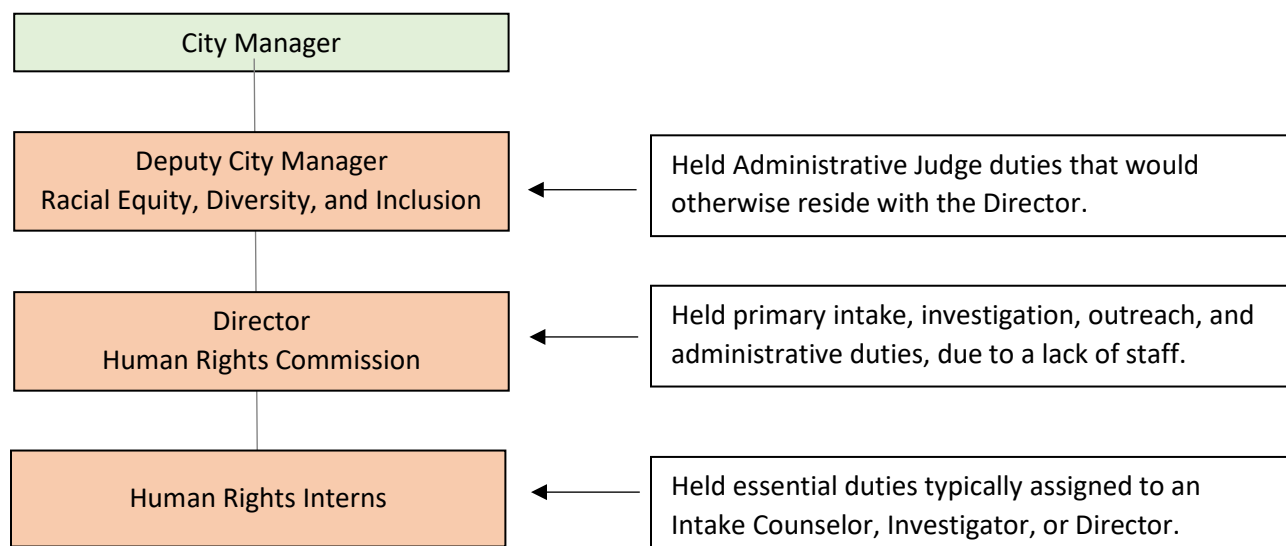 City Manager
Deputy City Manager
Racial Equity, Diversity, and Inclusion
Held Administrative Judge duties that would
otherwise reside with the Director.
Director
Human Rights Commission
Held primary intake, investigation, outreach, and
administrative duties, due to a lack of staff.
Human Rights Interns
Held essential duties typically assigned to an
Intake Counselor, Investigator, or Director.